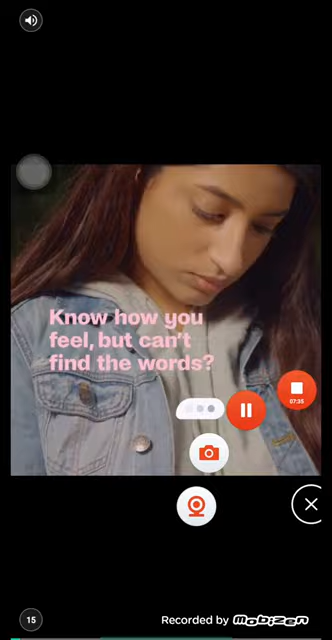 Know how you
feel, but can't
find the words?
07:35
15
Recorded by mobizen